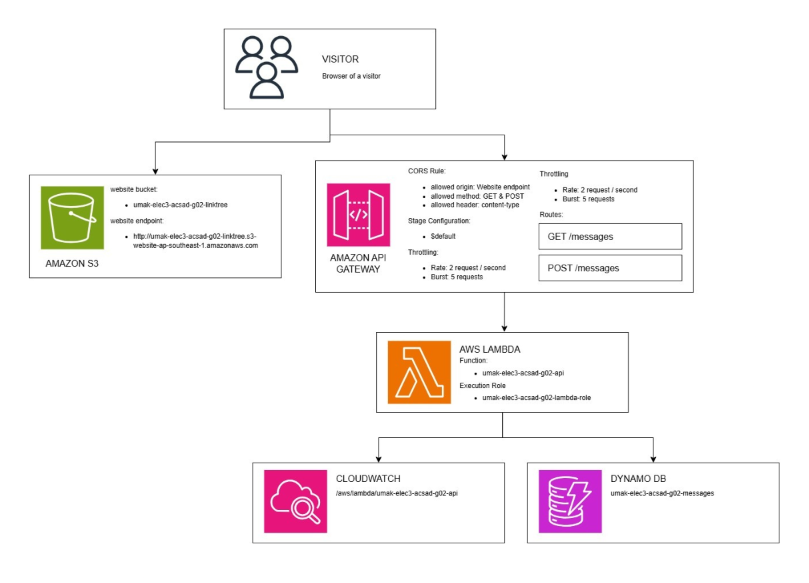 VISITOR
Browser of a visitor
website bucket:
umak-elec3-acsad-g02-linktree
website endpoint:
http://umak-elec3-acsad-g02-linktree.s3-
website-ap-southeast-1.amazonaws.com
AMAZON S3
AMAZON API
GATEWAY
CORS Rule:
allowed origin: Website endpoint
allowed method: GET & POST
allowed header: content-type
Stage Configuration:
$default
Throttling:
Rate: 2 request / second
Burst: 5 requests
Throttling
Rate: 2 request / second
Burst: 5 requests
Routes:
GET /messages
POST /messages
AWS LAMBDA
Function:
umak-elec3-acsad-g02-api
Execution Role
umak-elec3-acsad-g02-lambda-role
CLOUDWATCH
/aws/lambda/umak-elec3-acsad-g02-api
DYNAMO DB
umak-elec3-acsad-g02-messages